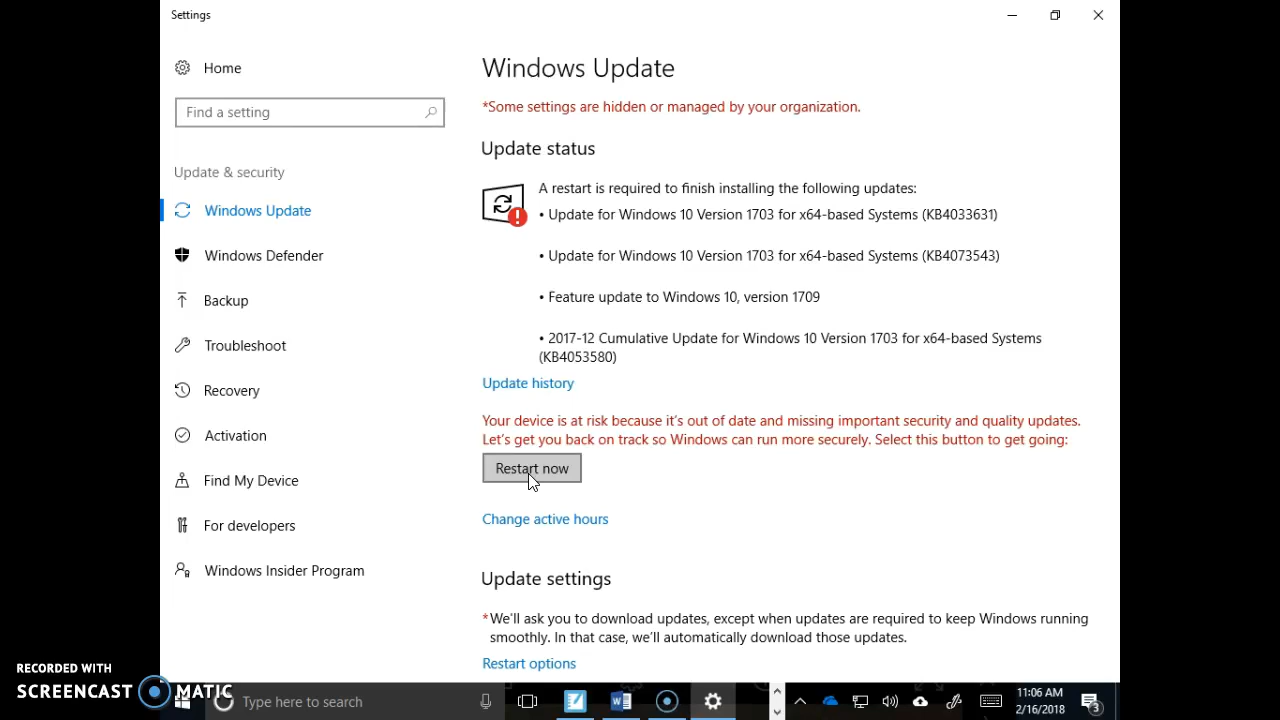 Settings
Home
Find a setting
Update & security
Windows Update
Windows Defender
Backup
Troubleshoot
Recovery
Activation
Find My Device
For developers
Windows Insider Program
Windows Update
*Some settings are hidden or managed by your organization.
Update status
A restart is required to finish installing the following updates:
• Update for Windows 10 Version 1703 for x64-based Systems (KB4033631)
• Update for Windows 10 Version 1703 for x64-based Systems (KB4073543)
• Feature update to Windows 10, version 1709
• 2017-12 Cumulative Update for Windows 10 Version 1703 for x64-based Systems
(KB4053580)
Update history
Your device is at risk because it's out of date and missing important security and quality updates.
Let's get you back on track so Windows can run more securely. Select this button to get going:
Restart now
Change active hours
Update settings
*We'll ask you to download updates, except when updates are required to keep Windows running
smoothly. In that case, we'll automatically download those updates.
Restart options
RECORDED WITH
SCREENCAST MATIC
Type here to search
11:06 AM
2/16/2018
3